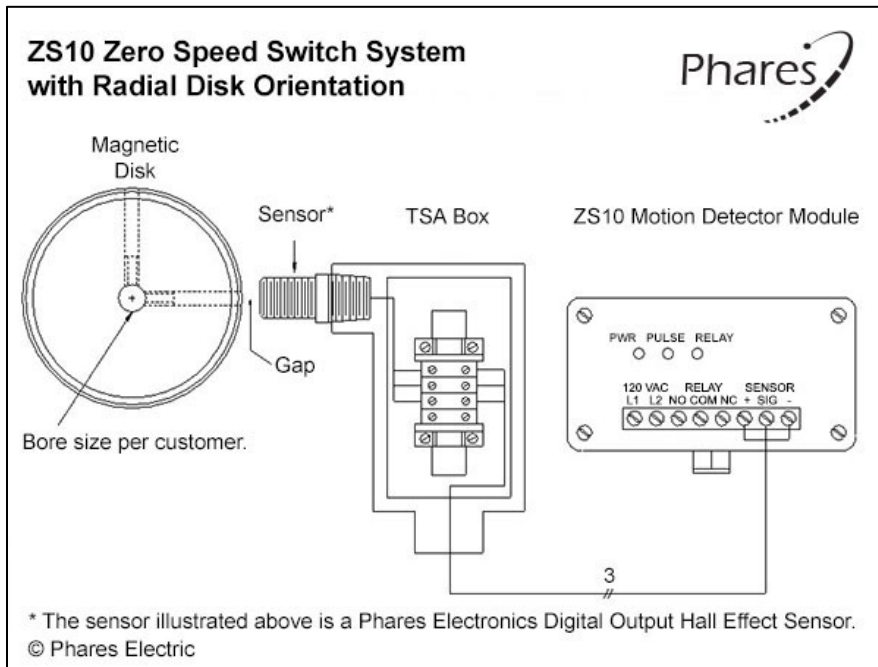 ZS10 Zero Speed Switch System
with Radial Disk Orientation
Phares
Magnetic
Disk
Sensor*
TSA Box
ZS10 Motion Detector Module
Gap
Bore size per customer.
PWR PULSE RELAY
120 VAC RELAY SENSOR
L1 L2 NO COM NC + SIG -
3
* The sensor illustrated above is a Phares Electronics Digital Output Hall Effect Sensor.
© Phares Electric